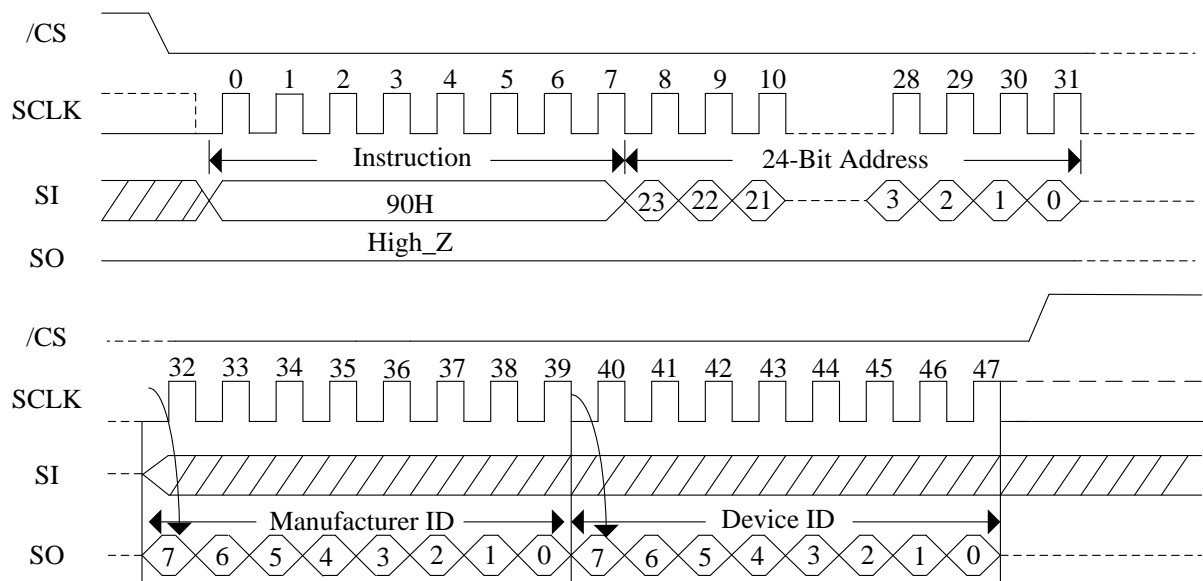 /CS
0 1 2 3 4 5 6 7 8 9 10 28 29 30 31
SCLK
Instruction 24-Bit Address
SI 90H 23 22 21 3 2 1 0
High_Z
SO
/CS
32 33 34 35 36 37 38 39 40 41 42 43 44 45 46 47
SCLK
SI
Manufacturer ID Device ID
SO 7 6 5 4 3 2 1 0 7 6 5 4 3 2 1 0